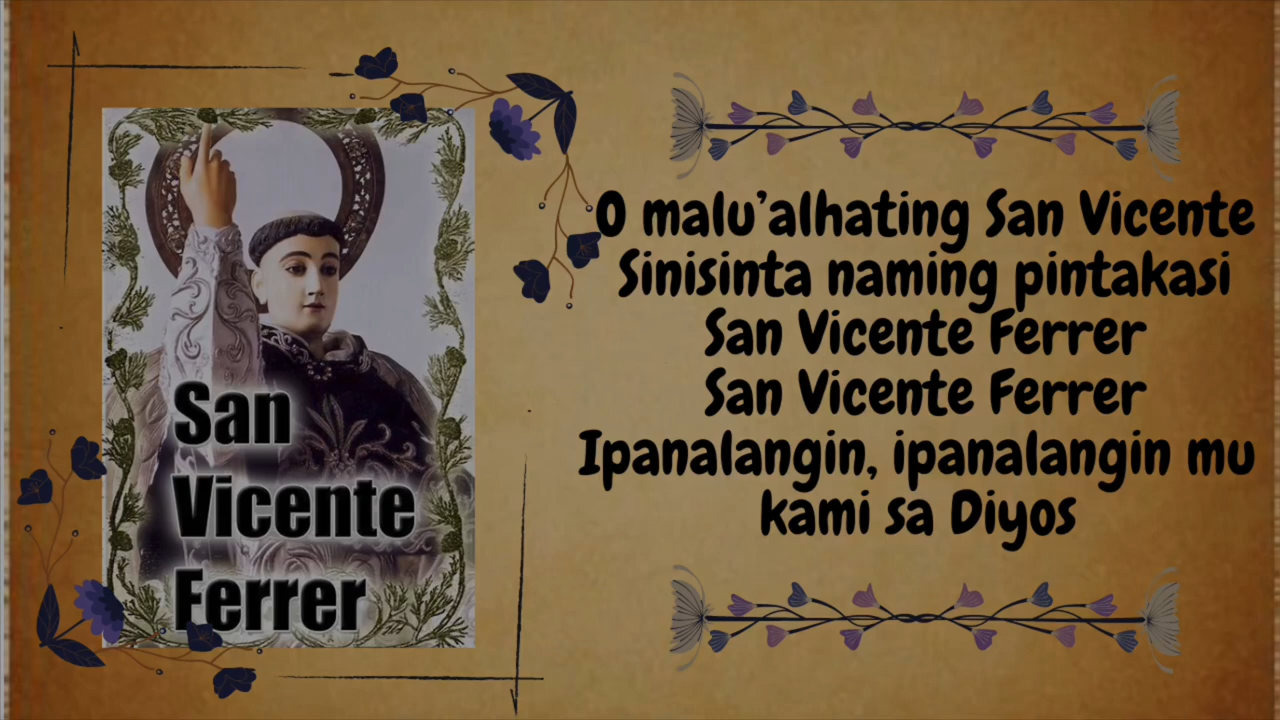 San
Vicente
Ferrer
O malu’alhating San Vicente
Sinisinta naming pintakasi
San Vicente Ferrer
San Vicente Ferrer
Ipanalangin, ipanalangin mu
kami sa Diyos